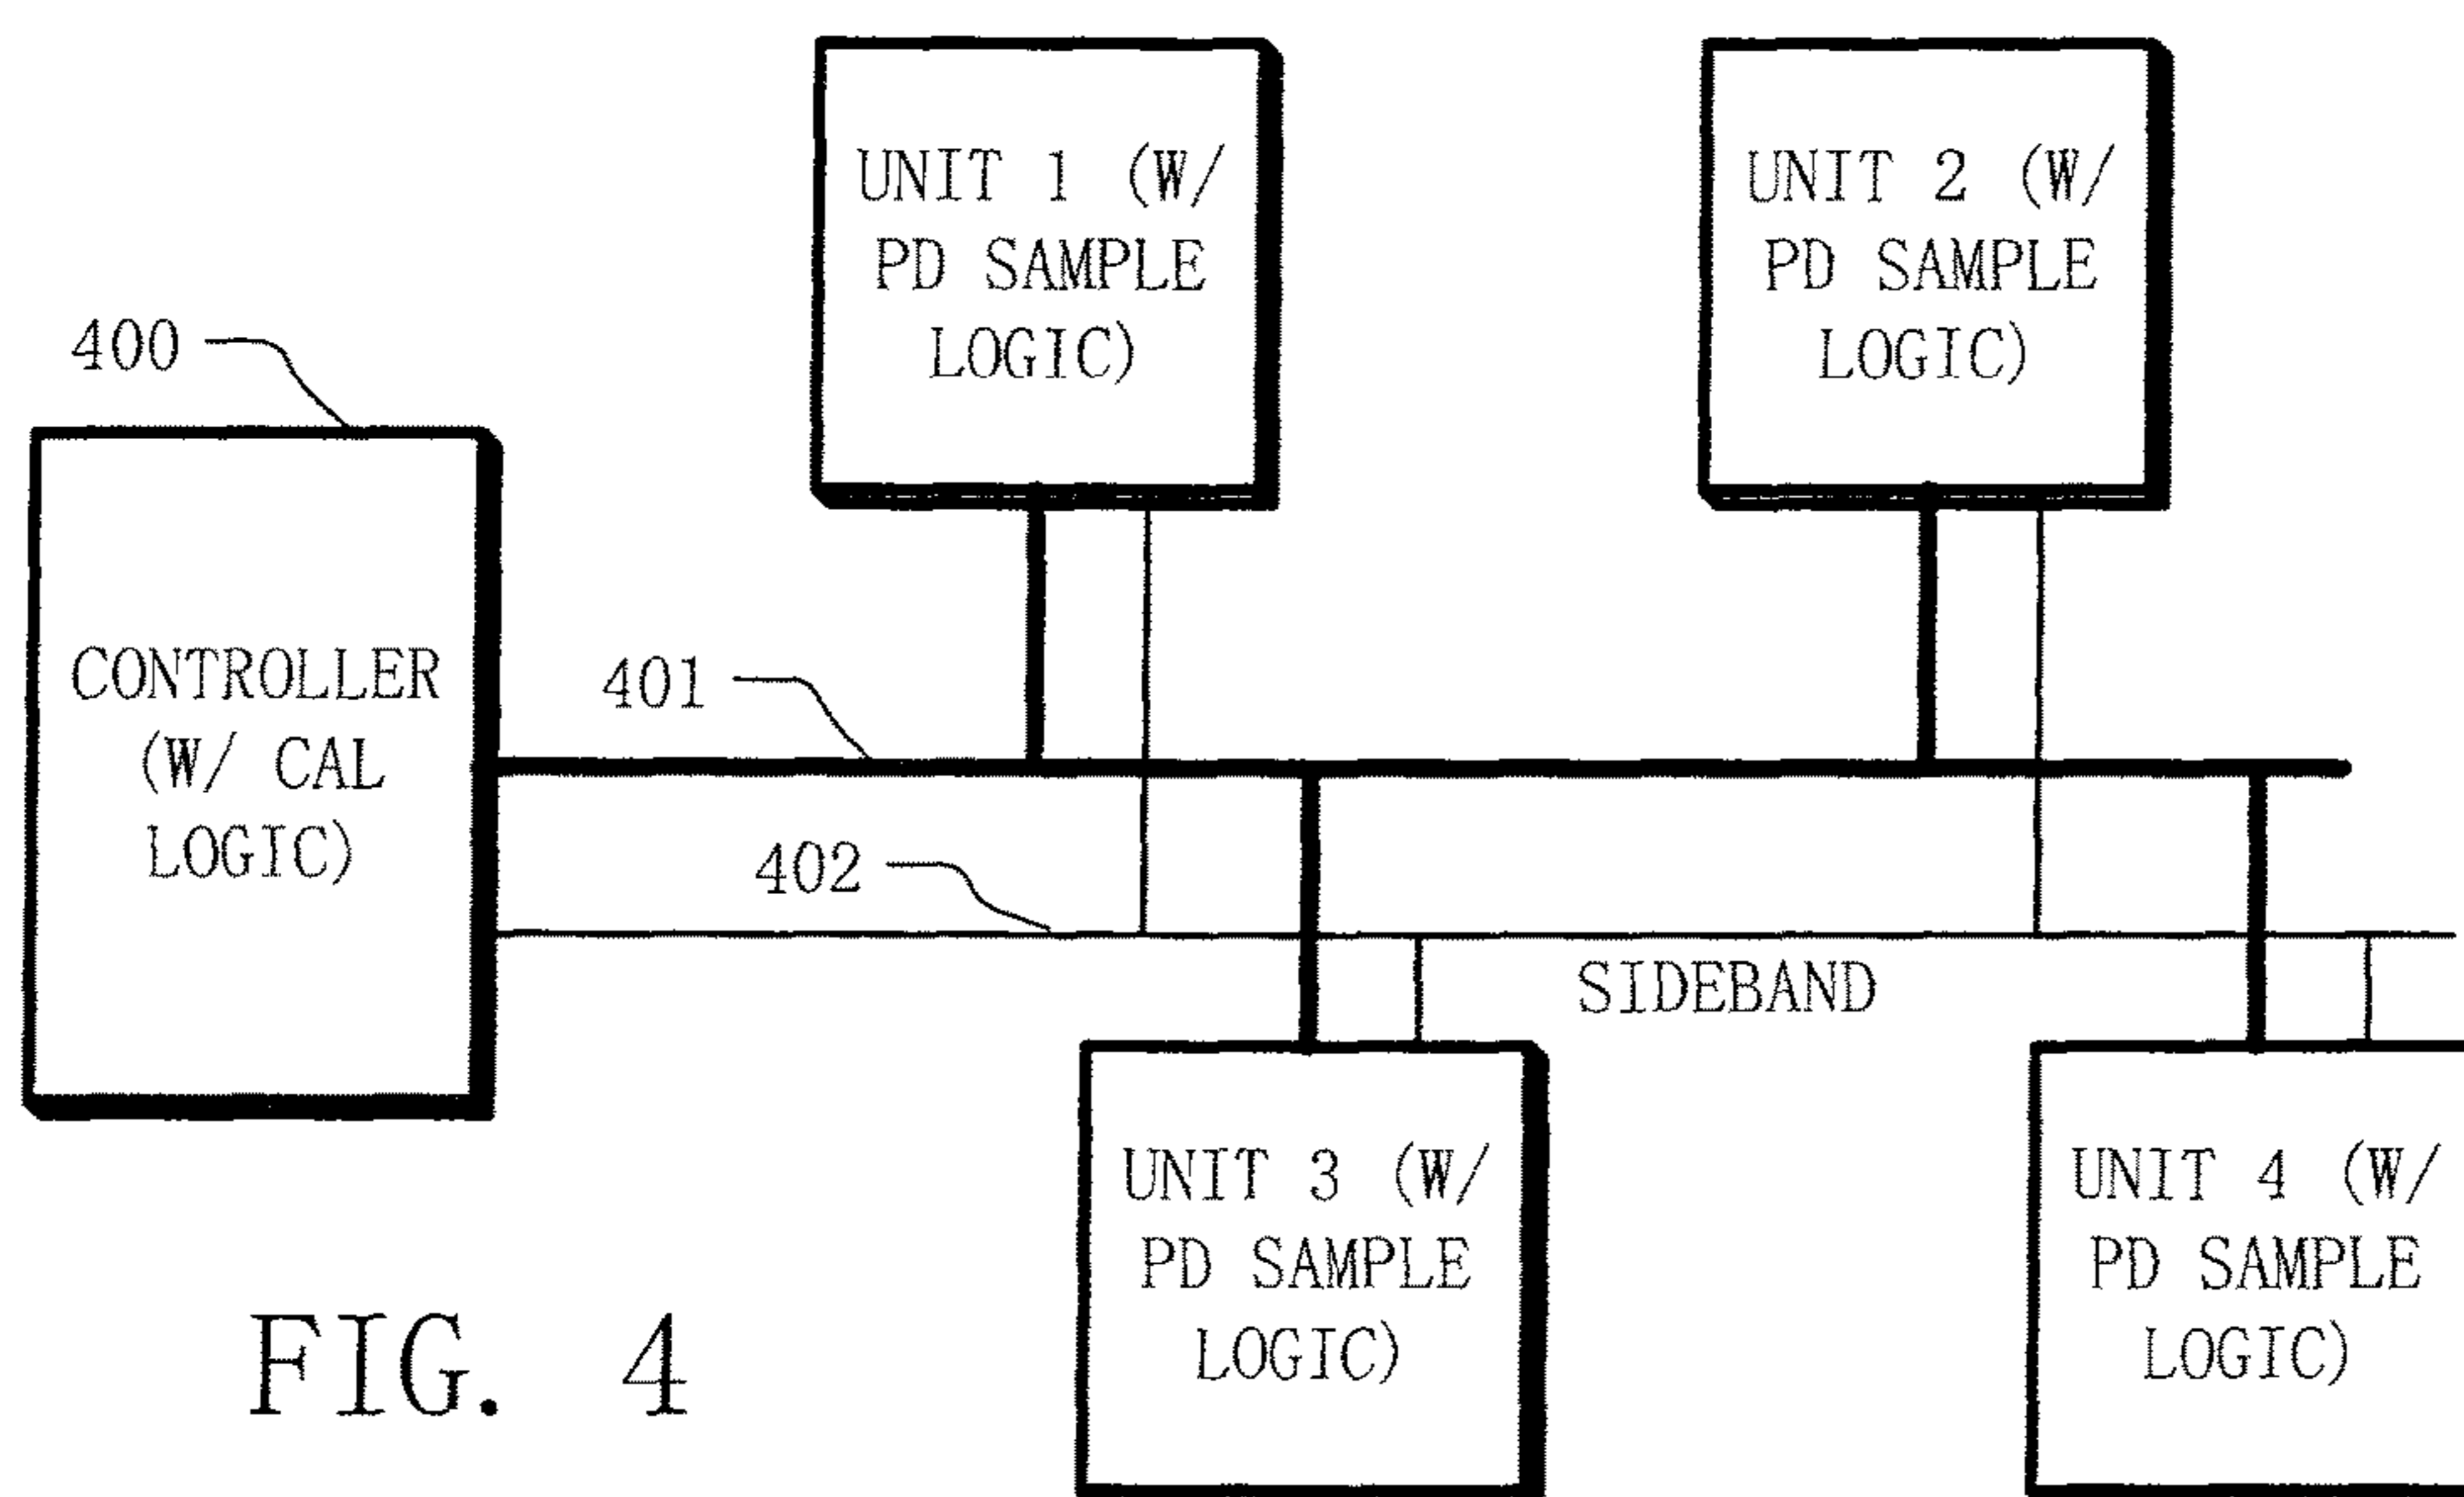 UNIT 1 (W/
PD SAMPLE
LOGIC)
UNIT 2 (W/
PD SAMPLE
LOGIC)
400
CONTROLLER
(W/ CAL
LOGIC)
401
402
SIDEBAND
UNIT 3 (W/
PD SAMPLE
LOGIC)
UNIT 4 (W/
PD SAMPLE
LOGIC)
FIG. 4